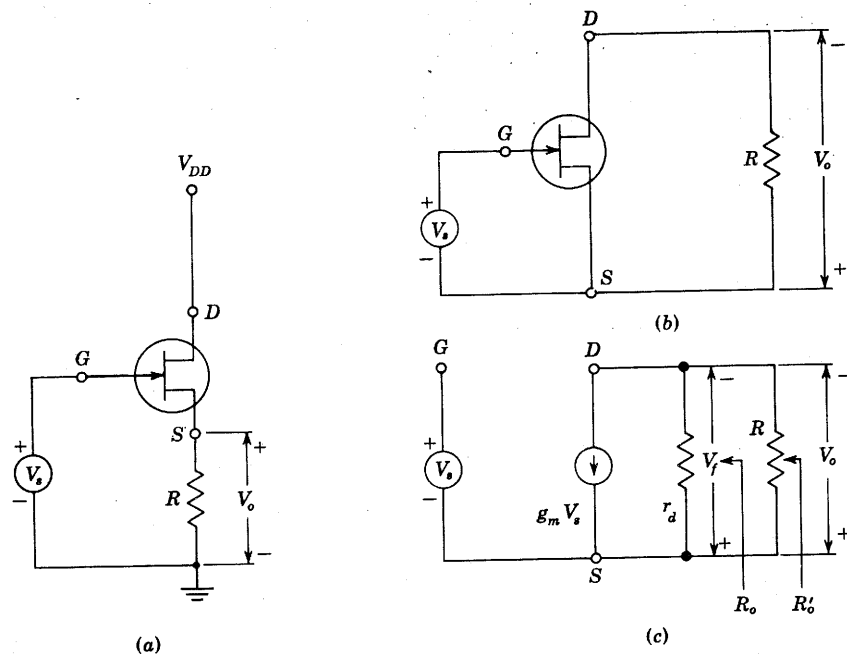 V_DD
D
G
S
+
V_s
−
R
+
V_o
−
(a)
D
G
+
V_s
−
R
−
V_o
+
S
(b)
G
D
+
V_s
−
g_m V_s
r_d
−
V_f
+
R
−
V_o
+
S
R_o
R'_o
(c)